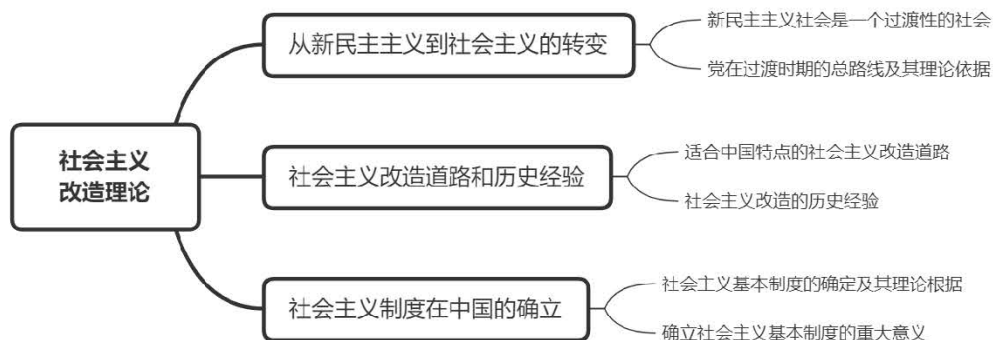 社会主义
改造理论
从新民主主义到社会主义的转变
新民主主义社会是一个过渡性的社会
党在过渡时期的总路线及其理论依据
社会主义改造道路和历史经验
适合中国特点的社会主义改造道路
社会主义改造的历史经验
社会主义制度在中国的确立
社会主义基本制度的确定及其理论根据
确立社会主义基本制度的重大意义